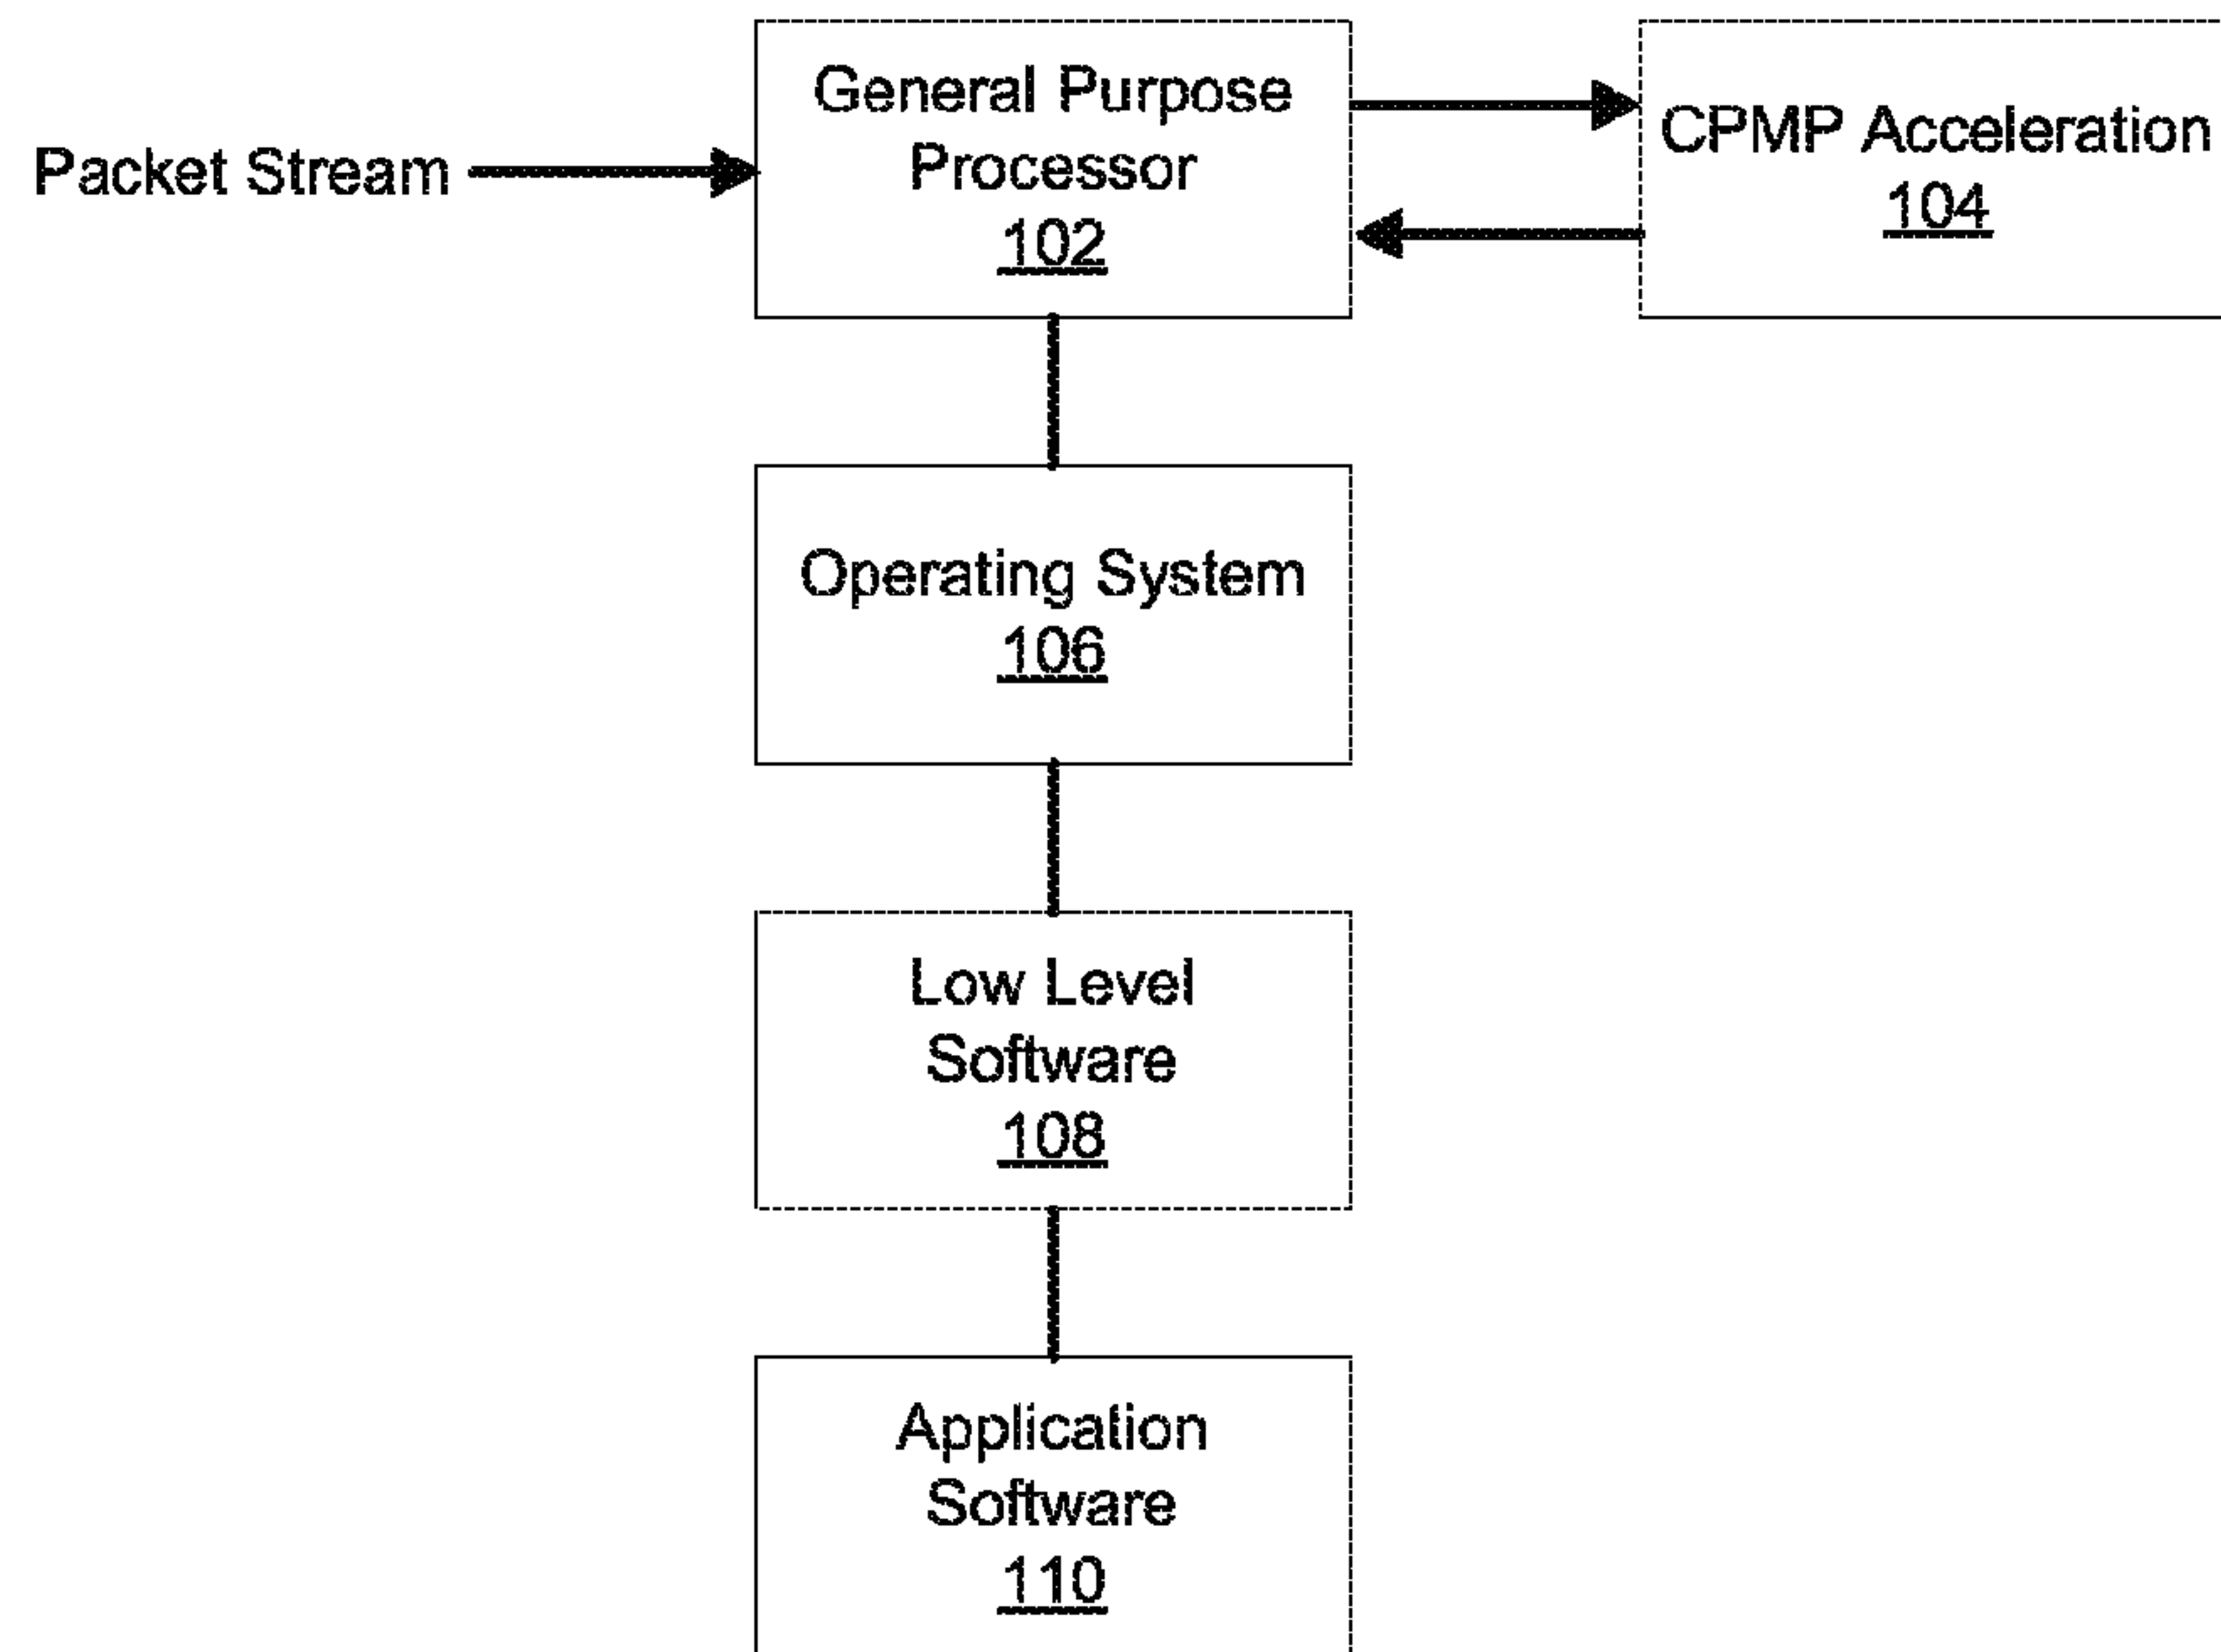 Packet Stream
General Purpose
Processor
102
CPMP Acceleration
104
Operating System
106
Low Level
Software
108
Application
Software
110